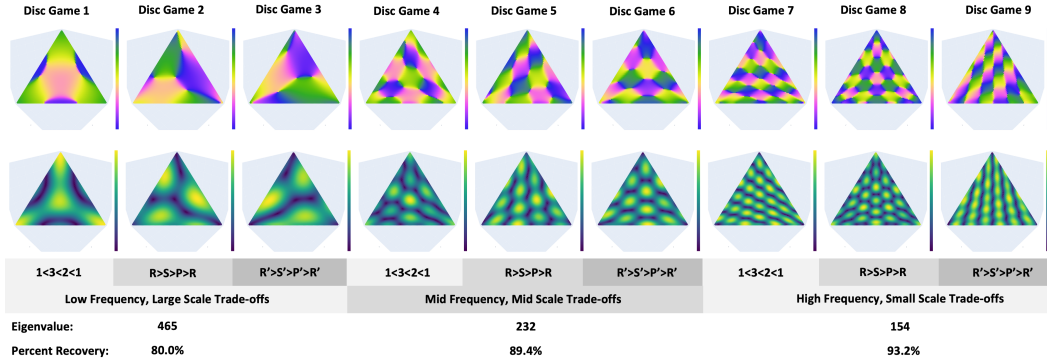 Disc Game 1 Disc Game 2 Disc Game 3 Disc Game 4 Disc Game 5 Disc Game 6 Disc Game 7 Disc Game 8 Disc Game 9
1<3<2<1 R>S>P>R R'>S'>P'>R' 1<3<2<1 R>S>P>R R'>S'>P'>R' 1<3<2<1 R>S>P>R R'>S'>P'>R'
Low Frequency, Large Scale Trade-offs Mid Frequency, Mid Scale Trade-offs High Frequency, Small Scale Trade-offs
Eigenvalue: 465 232 154
Percent Recovery: 80.0% 89.4% 93.2%